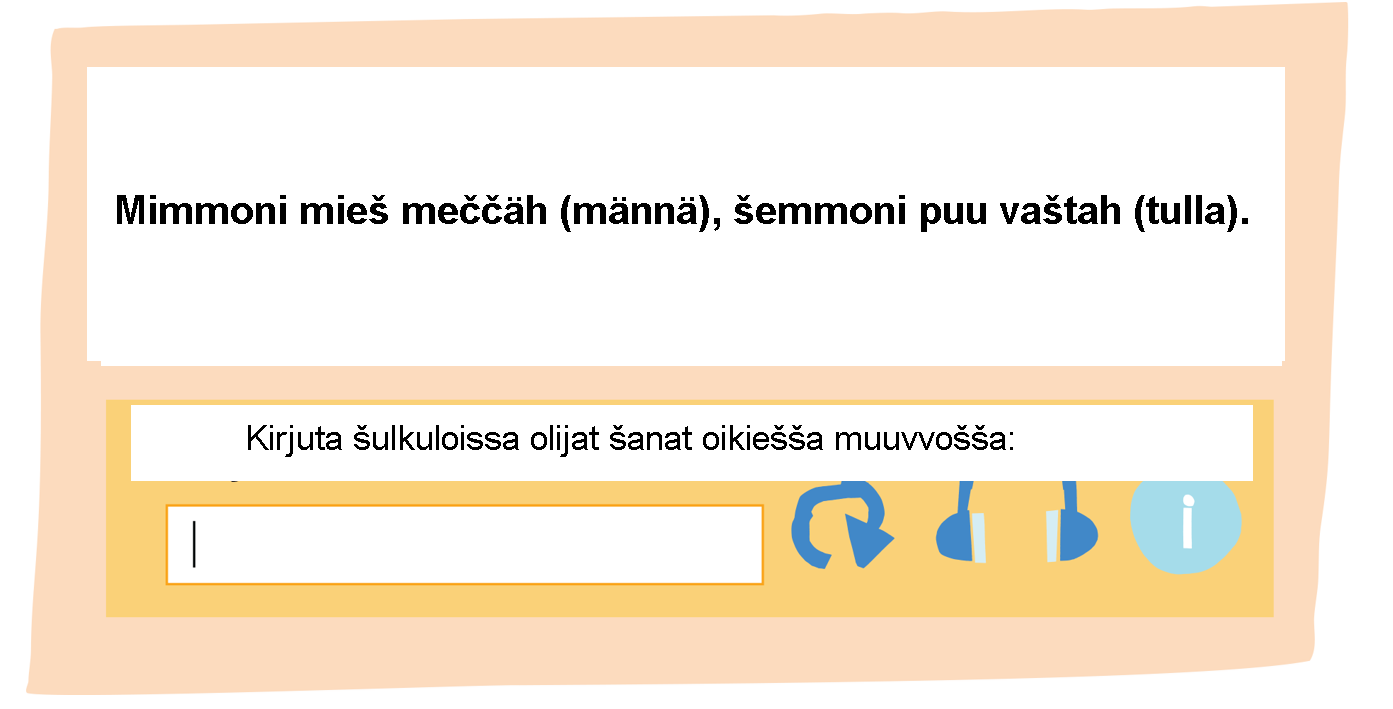 Mimmoni mieš meččäh (männä), šemmoni puu vaštah (tulla).
Kirjuta šulkuloissa olijat šanat oikiešša muuvvošša:
i